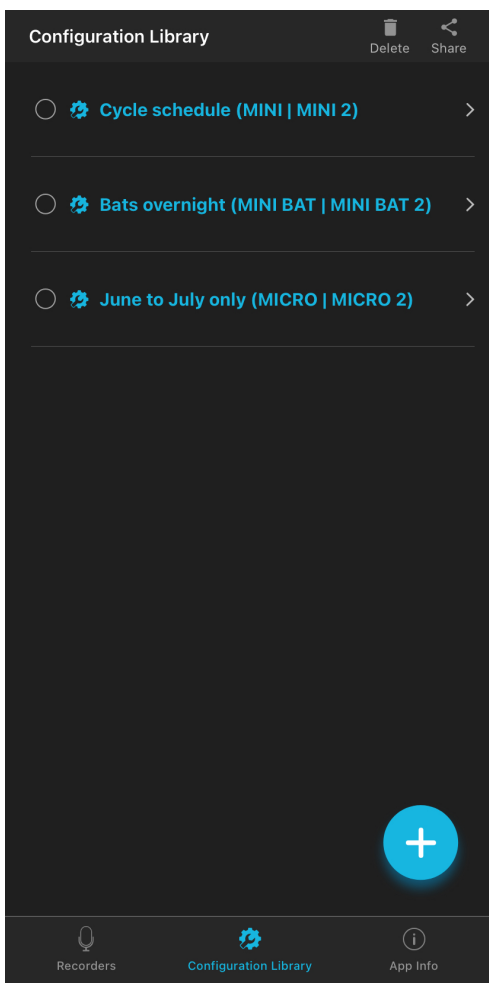 Configuration Library
Delete
Share
Cycle schedule (MINI | MINI 2)
Bats overnight (MINI BAT | MINI BAT 2)
June to July only (MICRO | MICRO 2)
Recorders
Configuration Library
App Info